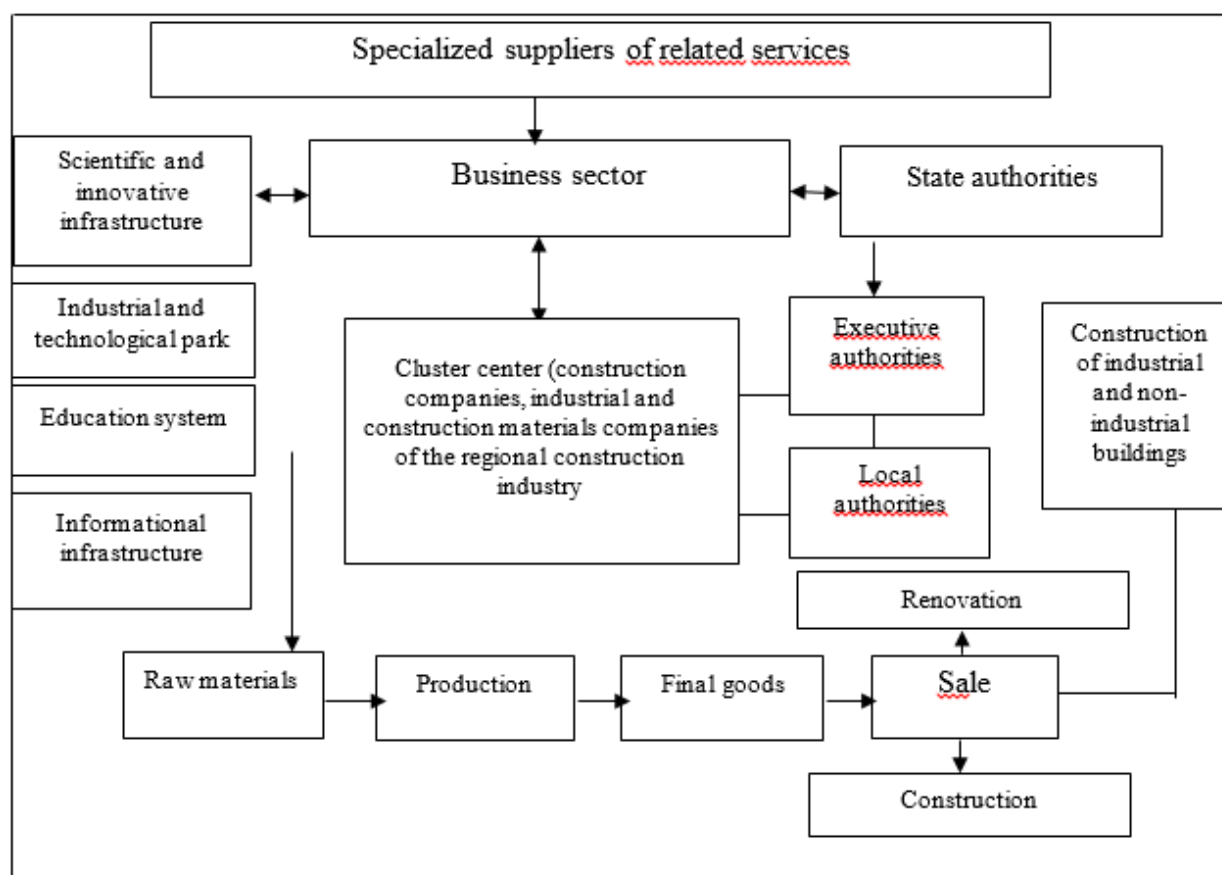 Specialized suppliers of related services
Scientific and
innovative
infrastructure
Business sector
State authorities
Industrial and
technological park
Education system
Informational
infrastructure
Cluster center (construction
companies, industrial and
construction materials companies
of the regional construction
industry
Executive
authorities
Local
authorities
Construction
of industrial
and non-
industrial
buildings
Renovation
Raw materials
Production
Final goods
Sale
Construction